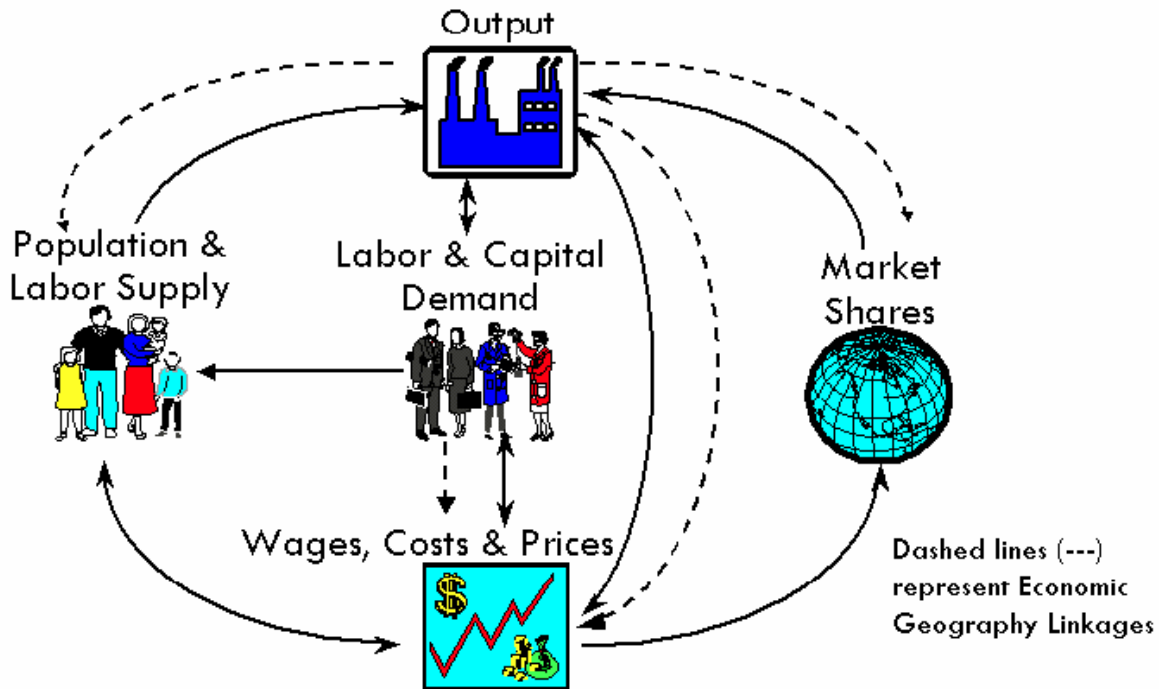 Output
Population &
Labor Supply
Labor & Capital
Demand
Market
Shares
Wages, Costs & Prices
$
Dashed lines (---)
represent Economic
Geography Linkages